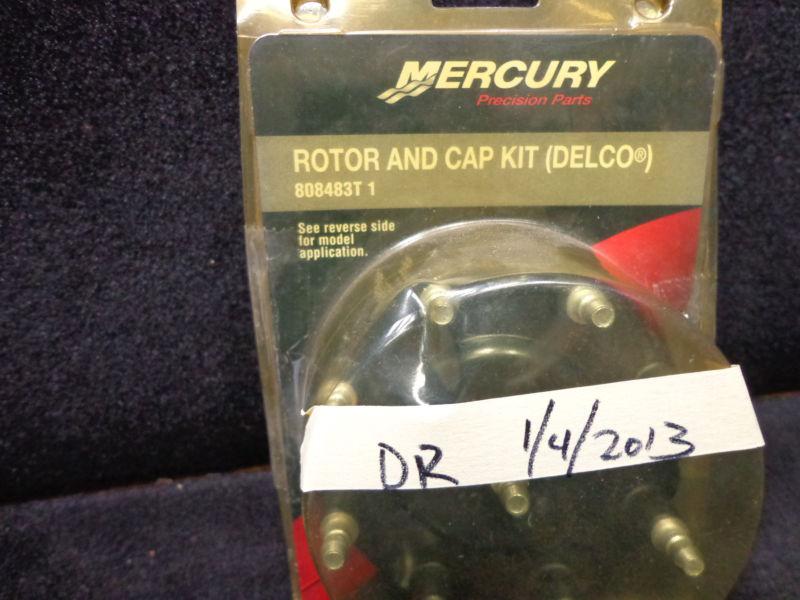 MERCURY
Precision Parts
ROTOR AND CAP KIT (DELCO®)
808483T 1
See reverse side
for model
application.
DR 1/4/2013